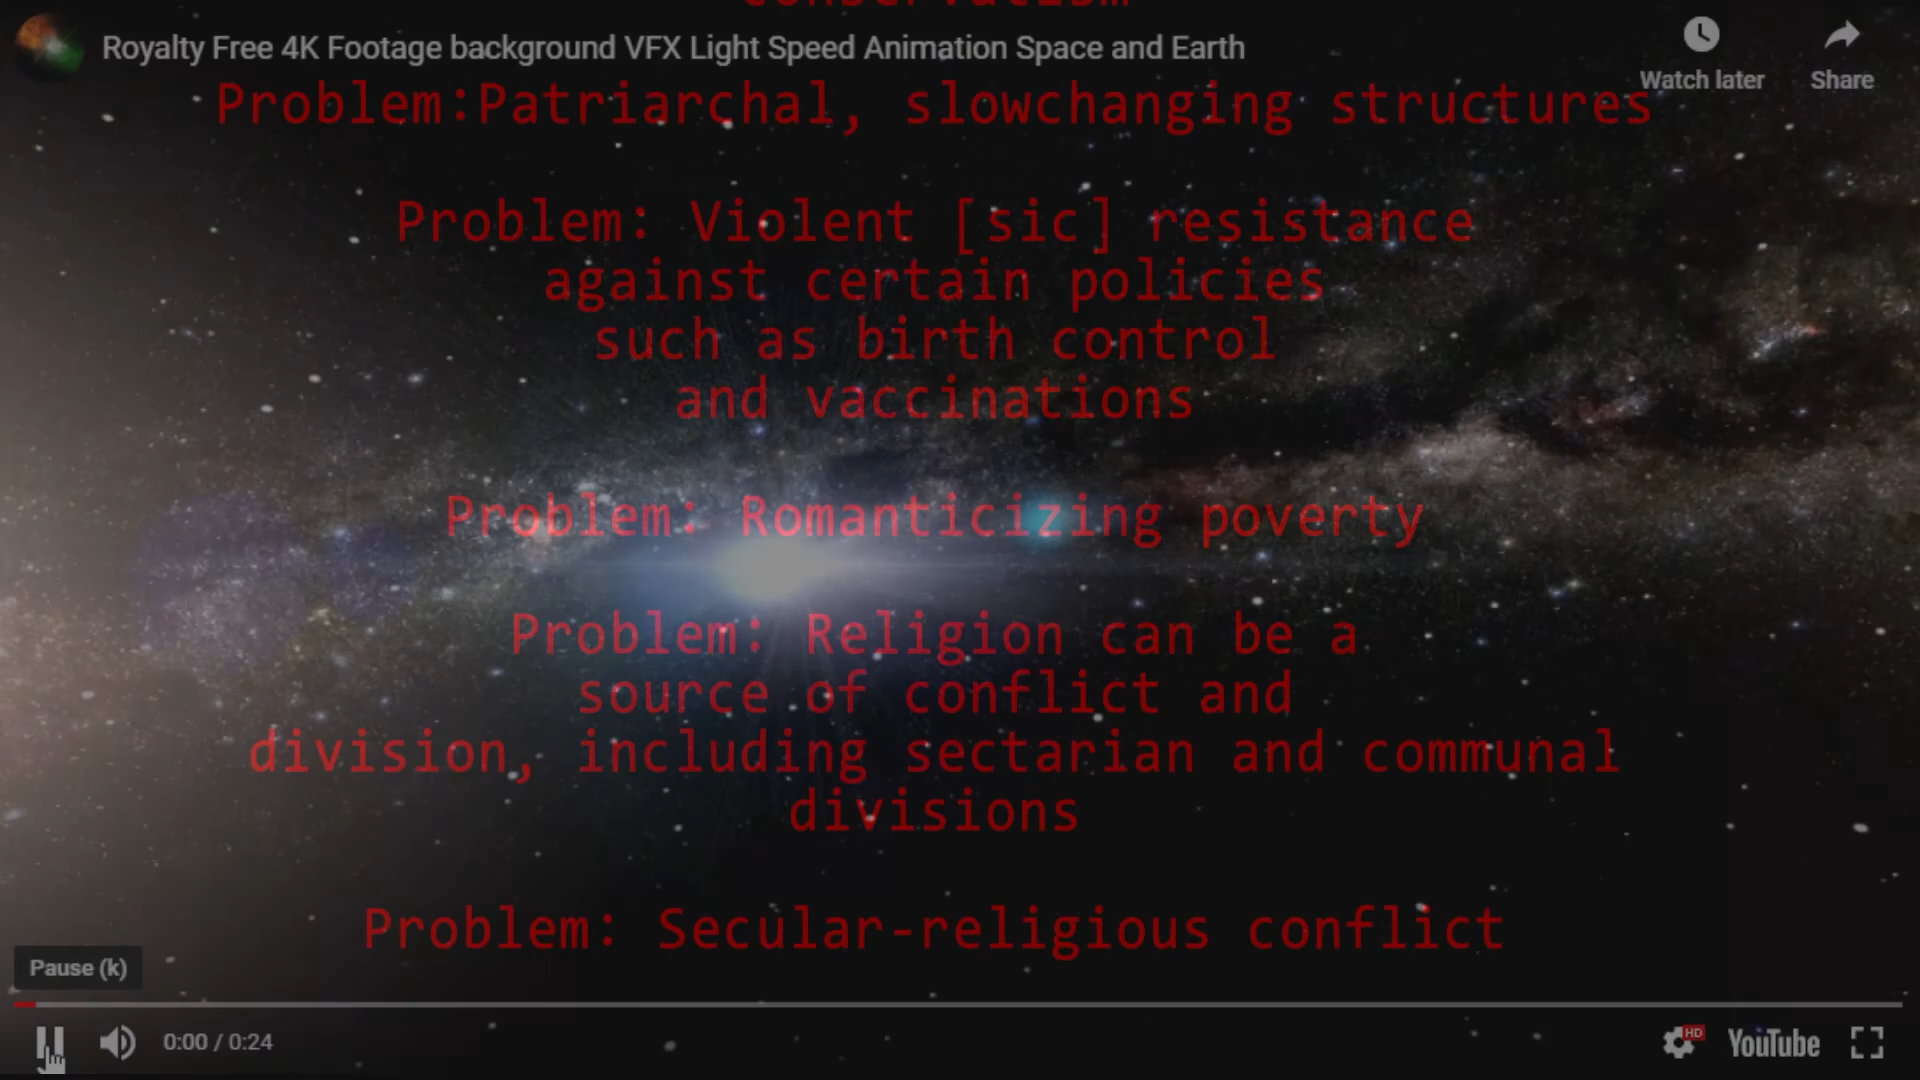 conservatism
Royalty Free 4K Footage background VFX Light Speed Animation Space and Earth
Watch later
Share
Problem:Patriarchal, slowchanging structures
Problem: Violent [sic] resistance
against certain policies
such as birth control
and vaccinations
Problem: Romanticizing poverty
Problem: Religion can be a
source of conflict and
division, including sectarian and communal
divisions
Problem: Secular-religious conflict
Pause (k)
0:00 / 0:24
HD
YouTube